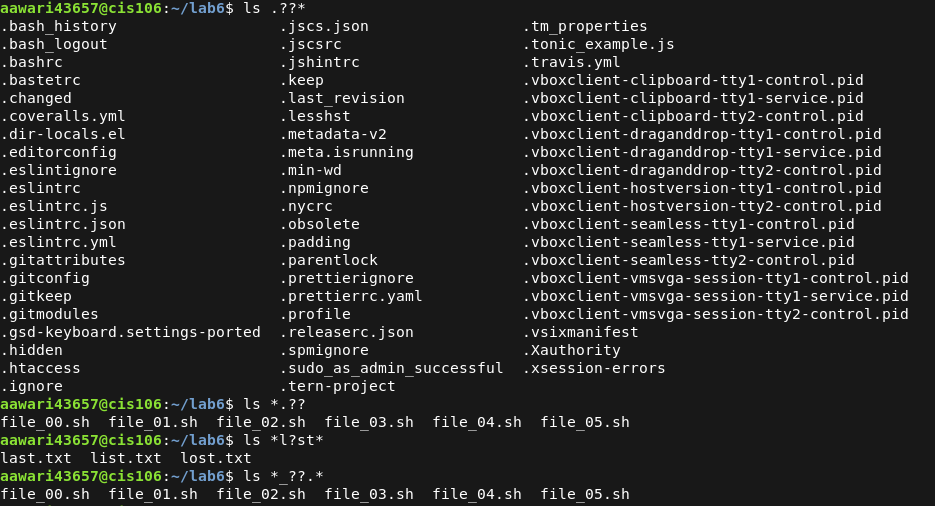 aawari43657@cis106:~/lab6$ ls .??*
.bash_history .jscs.json .tm_properties
.bash_logout .jscsrc .tonic_example.js
.bashrc .jshintrc .travis.yml
.bastetrc .keep .vboxclient-clipboard-tty1-control.pid
.changed .last_revision .vboxclient-clipboard-tty1-service.pid
.coveralls.yml .lesshst .vboxclient-clipboard-tty2-control.pid
.dir-locals.el .metadata-v2 .vboxclient-draganddrop-tty1-control.pid
.editorconfig .meta.isrunning .vboxclient-draganddrop-tty1-service.pid
.eslintignore .min-wd .vboxclient-draganddrop-tty2-control.pid
.eslintrc .npmignore .vboxclient-hostversion-tty1-control.pid
.eslintrc.js .nycrc .vboxclient-hostversion-tty2-control.pid
.eslintrc.json .obsolete .vboxclient-seamless-tty1-control.pid
.eslintrc.yml .padding .vboxclient-seamless-tty1-service.pid
.gitattributes .parentlock .vboxclient-seamless-tty2-control.pid
.gitconfig .prettierignore .vboxclient-vmsvga-session-tty1-control.pid
.gitkeep .prettierrc.yaml .vboxclient-vmsvga-session-tty1-service.pid
.gitmodules .profile .vboxclient-vmsvga-session-tty2-control.pid
.gsd-keyboard.settings-ported .releaserc.json .vsixmanifest
.hidden .spmignore .Xauthority
.htaccess .sudo_as_admin_successful .xsession-errors
.ignore .tern-project
aawari43657@cis106:~/lab6$ ls *.??
file_00.sh file_01.sh file_02.sh file_03.sh file_04.sh file_05.sh
aawari43657@cis106:~/lab6$ ls *l?st*
last.txt list.txt lost.txt
aawari43657@cis106:~/lab6$ ls *_??.*
file_00.sh file_01.sh file_02.sh file_03.sh file_04.sh file_05.sh